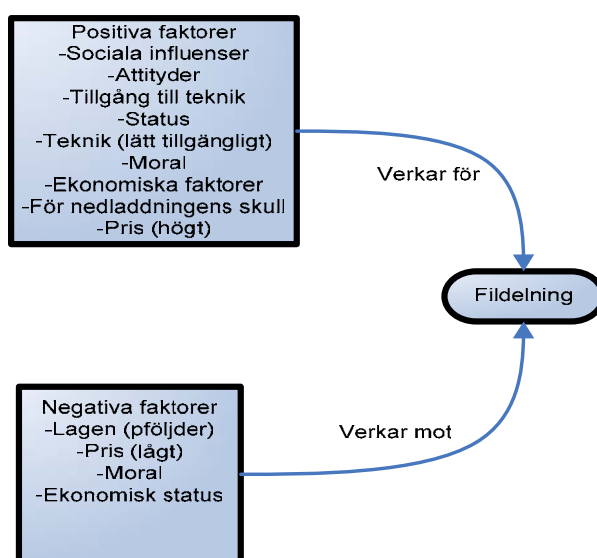 Positiva faktorer
-Sociala influenser
-Attityder
-Tillgång till teknik
-Status
-Teknik (lätt tillgängligt)
-Moral
-Ekonomiska faktorer
-För nedladdningens skull
-Pris (högt)
Verkar för
Fildelning
Verkar mot
Negativa faktorer
-Lagen (pföljder)
-Pris (lågt)
-Moral
-Ekonomisk status